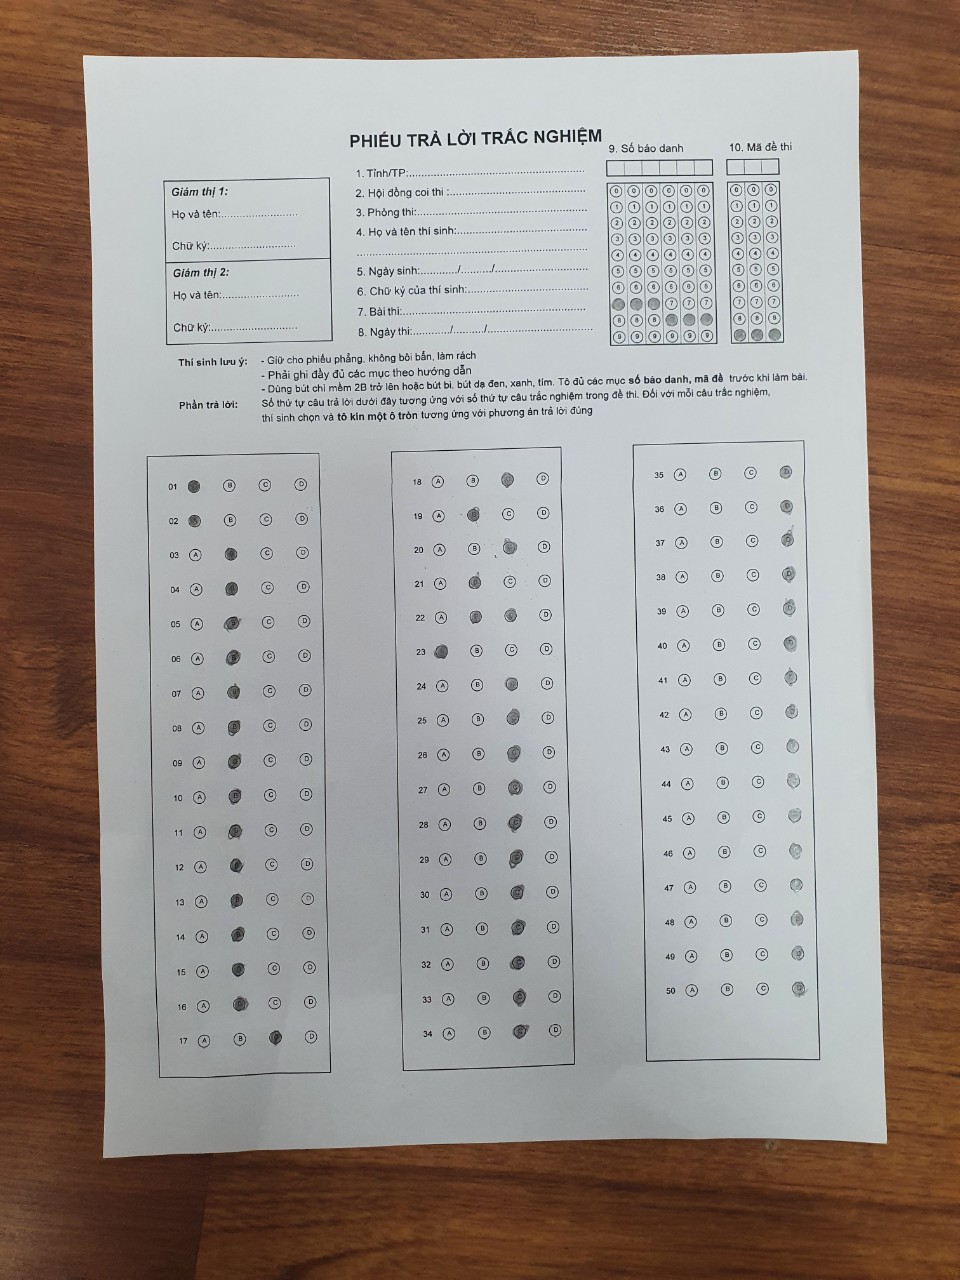 PHIẾU TRẢ LỜI TRẮC NGHIỆM
Giám thị 1:
Họ và tên:..........................
Chữ ký:............................
Giám thị 2:
Họ và tên:..........................
Chữ ký:............................
1. Tỉnh/TP:......................................................
2. Hội đồng coi thi :..........................................
3. Phòng thi:....................................................
4. Họ và tên thí sinh:........................................
......................................................................
5. Ngày sinh:............/........../..............................
6. Chữ ký của thí sinh:......................................
7. Bài thi:........................................................
8. Ngày thi:............/........../...............................
9. Số báo danh
0 0 0 0 0 0
1 1 1 1 1 1
2 2 2 2 2 2
3 3 3 3 3 3
4 4 4 4 4 4
5 5 5 5 5 5
6 6 6 6 6 6
7 7 7
8 8 8
9 9 9 9 9 9
10. Mã đề thi
0 0 0
1 1 1
2 2 2
3 3 3
4 4 4
5 5 5
6 6 6
7 7 7
8 8 8
Thí sinh lưu ý: - Giữ cho phiếu phẳng, không bôi bẩn, làm rách
- Phải ghi đầy đủ các mục theo hướng dẫn
- Dùng bút chì mềm 2B trở lên hoặc bút bi, bút dạ đen, xanh, tím. Tô đủ các mục số báo danh, mã đề trước khi làm bài.
Phần trả lời: Số thứ tự câu trả lời dưới đây tương ứng với số thứ tự câu trắc nghiệm trong đề thi. Đối với mỗi câu trắc nghiệm,
thí sinh chọn và tô kín một ô tròn tương ứng với phương án trả lời đúng
01 B C D
02 A B C D
03 A B C D
04 A B C D
05 A B C D
06 A B C D
07 A B C D
08 A B C D
09 A B C D
10 A B C D
11 A B C D
12 A B C D
13 A B C D
14 A B C D
15 A B C D
16 A B C D
17 A B C D
18 A B C D
19 A B C D
20 A B C D
21 A B C D
22 A B C D
23 A B C D
24 A B C D
25 A B C D
26 A B C D
27 A B C D
28 A B C D
29 A B C D
30 A B C D
31 A B C D
32 A B C D
33 A B C D
34 A B C D
35 A B C D
36 A B C D
37 A B C D
38 A B C D
39 A B C D
40 A B C D
41 A B C D
42 A B C D
43 A B C D
44 A B C D
45 A B C D
46 A B C D
47 A B C D
48 A B C D
49 A B C D
50 A B C D